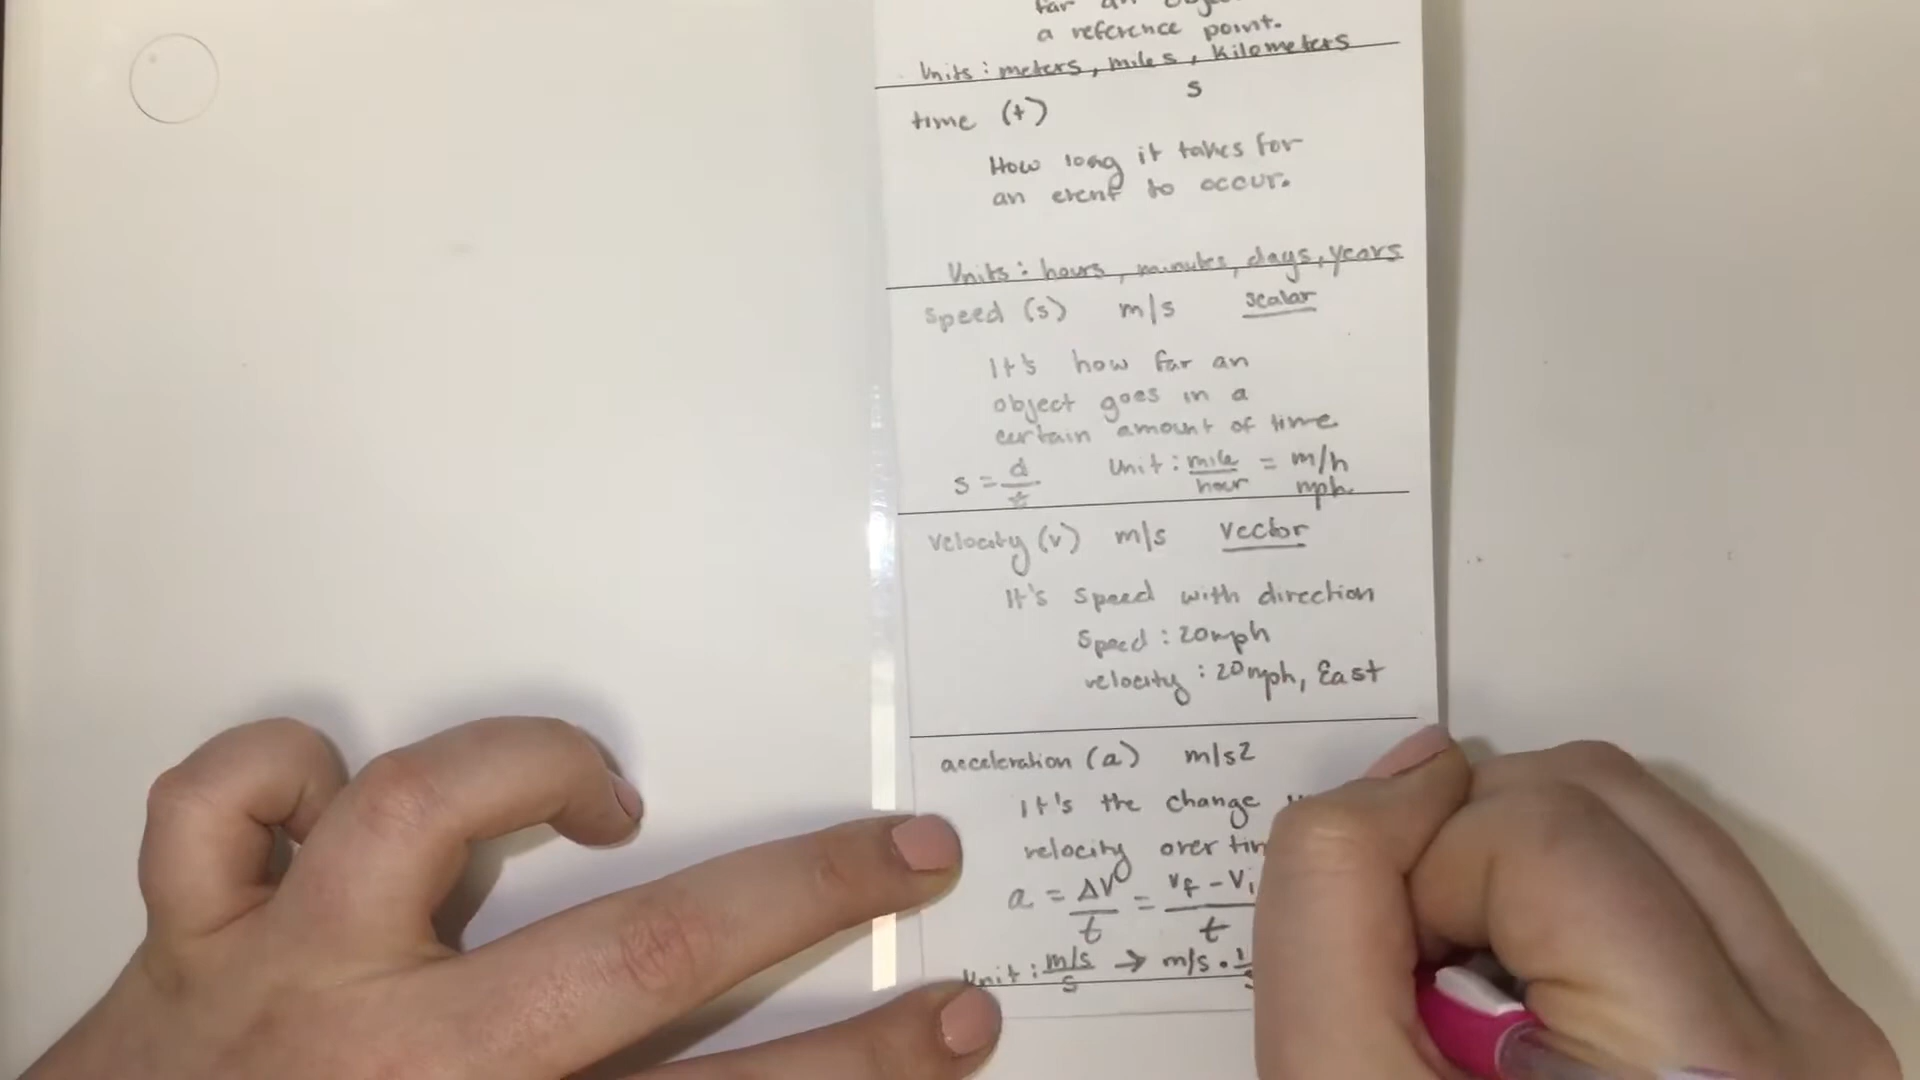 far an
a reference point.
Units: meters, miles, Kilometers
time (t) s
How long it takes for
an event to occur.
Units: hours, minutes, days, years
speed (s) m/s scalar
It's how far an
object goes in a
certain amount of time
s = d/t Unit: mile/hour = m/h
mph.
velocity (v) m/s vector
It's speed with direction
Speed: 20mph
velocity: 20mph, East
acceleration (a) m/s2
It's the change
velocity over
a = ΔV/t = vf - Vi/t
Unit: m/s/s → m/s · 1/s